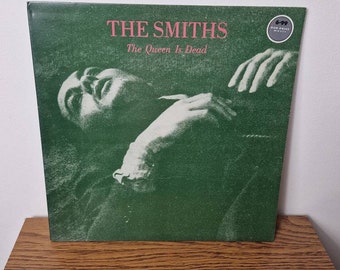 THE SMITHS
The Queen Is Dead